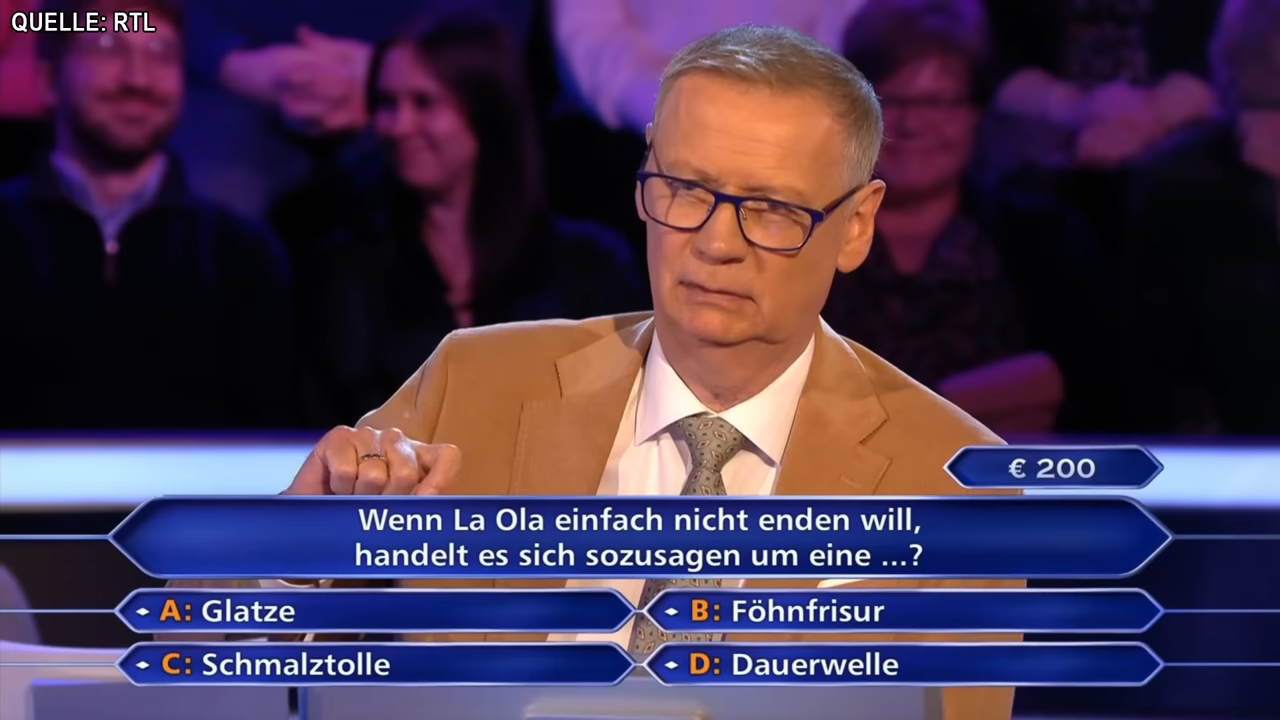 QUELLE: RTL
€ 200
Wenn La Ola einfach nicht enden will,
handelt es sich sozusagen um eine ...?
A: Glatze
B: Föhnfrisur
C: Schmalztolle
D: Dauerwelle